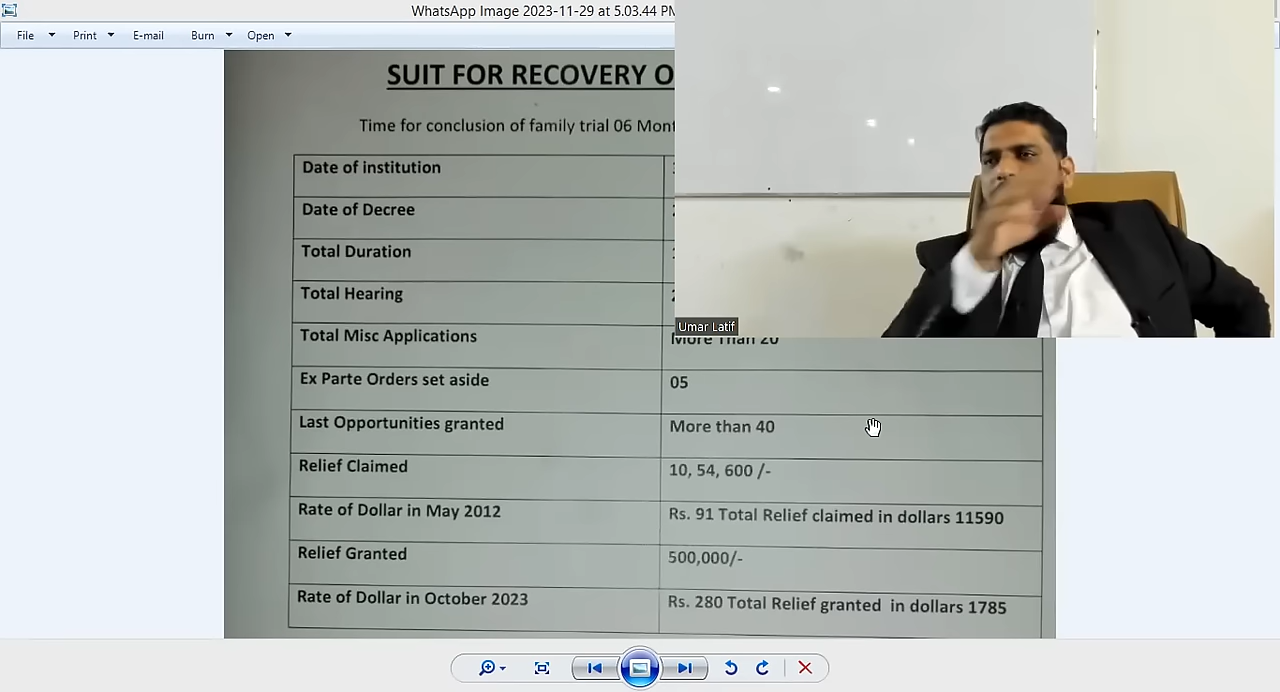 WhatsApp Image 2023-11-29 at 5.03.44 PM
File Print E-mail Burn Open
SUIT FOR RECOVERY O
Time for conclusion of family trial 06 Mont
Date of institution
Date of Decree
Total Duration
Total Hearing
Total Misc Applications More Than 20
Ex Parte Orders set aside 05
Last Opportunities granted More than 40
Relief Claimed 10, 54, 600 /-
Rate of Dollar in May 2012 Rs. 91 Total Relief claimed in dollars 11590
Relief Granted 500,000/-
Rate of Dollar in October 2023 Rs. 280 Total Relief granted in dollars 1785
Umar Latif